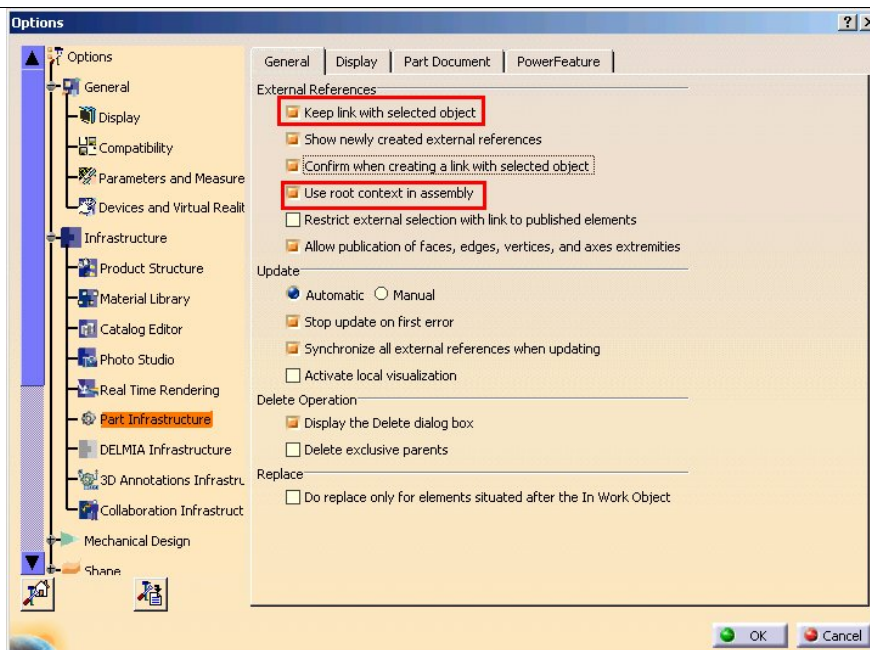 Options
Options
General
Display
Compatibility
Parameters and Measure
Devices and Virtual Realit
Infrastructure
Product Structure
Material Library
Catalog Editor
Photo Studio
Real Time Rendering
Part Infrastructure
DELMIA Infrastructure
3D Annotations Infrastru
Collaboration Infrastruct
Mechanical Design
Shape
General Display Part Document PowerFeature
External References
Keep link with selected object
Show newly created external references
Confirm when creating a link with selected object
Use root context in assembly
Restrict external selection with link to published elements
Allow publication of faces, edges, vertices, and axes extremities
Update
Automatic Manual
Stop update on first error
Synchronize all external references when updating
Activate local visualization
Delete Operation
Display the Delete dialog box
Delete exclusive parents
Replace
Do replace only for elements situated after the In Work Object
OK Cancel